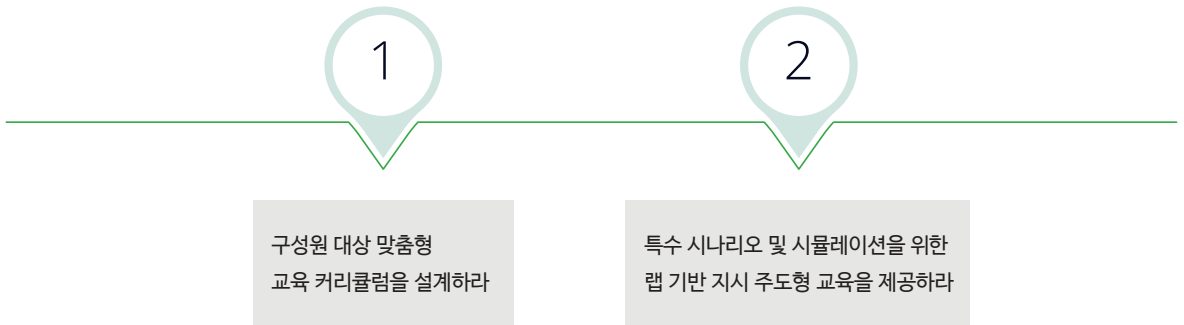 1
2
구성원 대상 맞춤형
교육 커리큘럼을 설계하라
특수 시나리오 및 시뮬레이션을 위한
랩 기반 지시 주도형 교육을 제공하라